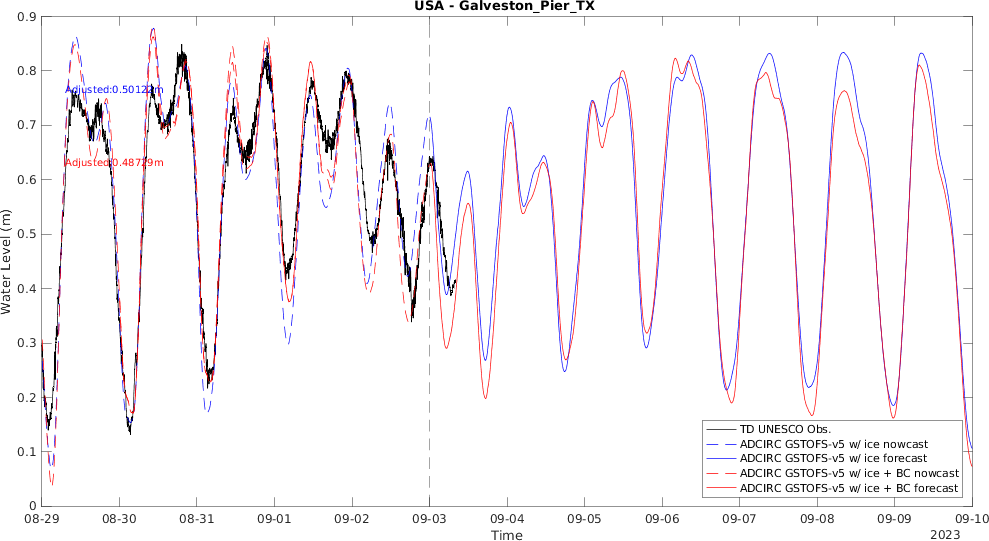 USA - Galveston_Pier_TX
0.9
0.8
0.7
0.6
0.5
0.4
0.3
0.2
0.1
0
Water Level (m)
Adjusted:0.50122m
Adjusted:0.48729m
TD UNESCO Obs.
ADCIRC GSTOFS-v5 w/ ice nowcast
ADCIRC GSTOFS-v5 w/ ice forecast
ADCIRC GSTOFS-v5 w/ ice + BC nowcast
ADCIRC GSTOFS-v5 w/ ice + BC forecast
08-29 08-30 08-31 09-01 09-02 09-03 09-04 09-05 09-06 09-07 09-08 09-09 09-10
Time
2023